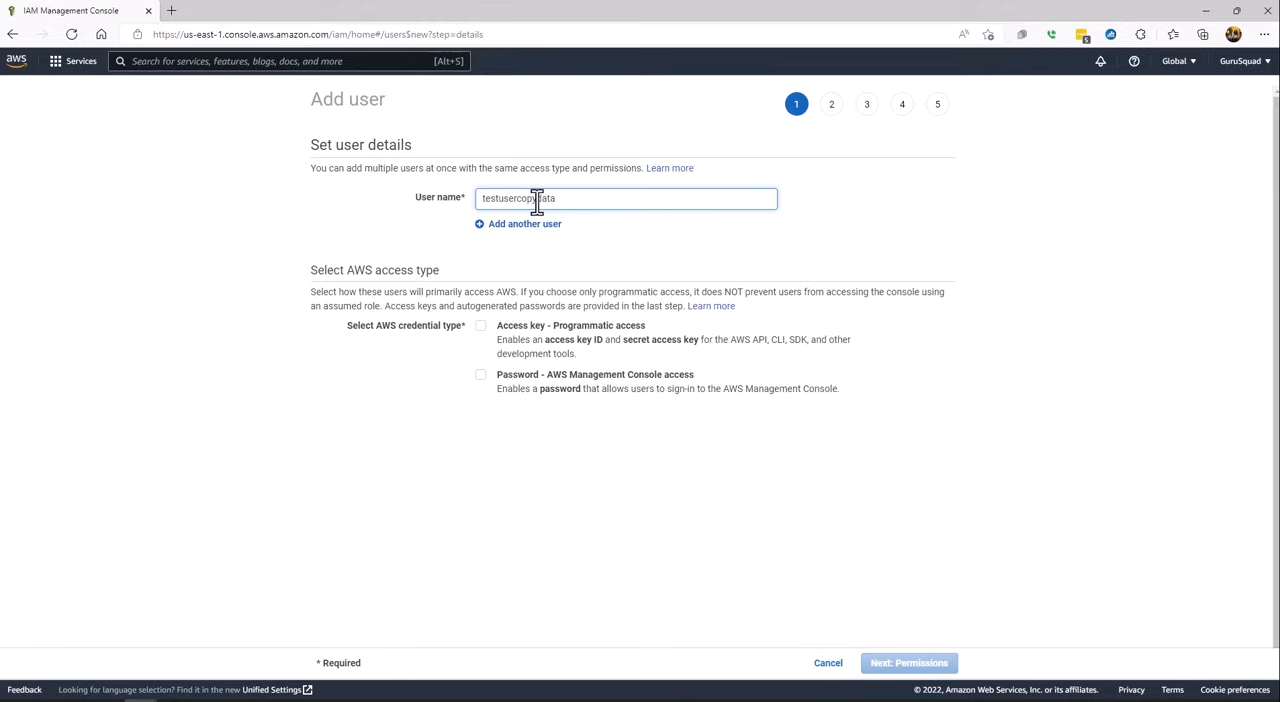 IAM Management Console
https://us-east-1.console.aws.amazon.com/iam/home#/users$new?step=details
aws Services Search for services, features, blogs, docs, and more [Alt+S] Global GuruSquad
Add user 1 2 3 4 5
Set user details
You can add multiple users at once with the same access type and permissions. Learn more
User name* testusercopydata
Add another user
Select AWS access type
Select how these users will primarily access AWS. If you choose only programmatic access, it does NOT prevent users from accessing the console using
an assumed role. Access keys and autogenerated passwords are provided in the last step. Learn more
Select AWS credential type* Access key - Programmatic access
Enables an access key ID and secret access key for the AWS API, CLI, SDK, and other
development tools.
Password - AWS Management Console access
Enables a password that allows users to sign-in to the AWS Management Console.
* Required Cancel Next: Permissions
Feedback Looking for language selection? Find it in the new Unified Settings © 2022, Amazon Web Services, Inc. or its affiliates. Privacy Terms Cookie preferences